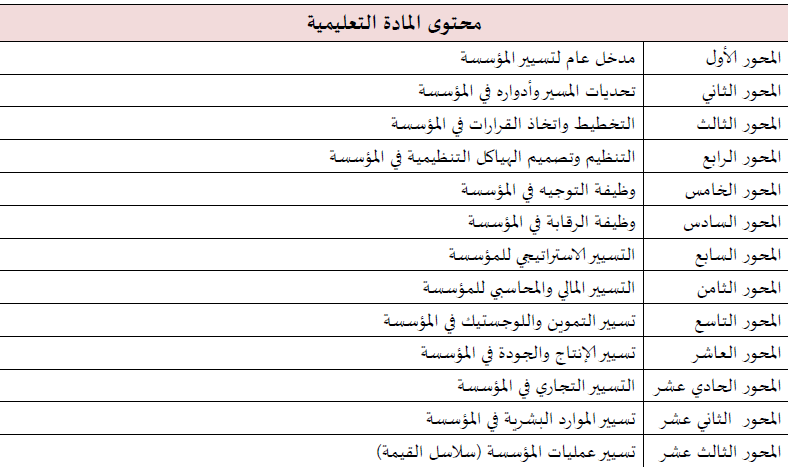 محتوى المادة التعليمية
المحور الأول مدخل عام لتسيير المؤسسة
المحور الثاني تحديات المسير وأدواره في المؤسسة
المحور الثالث التخطيط واتخاذ القرارات في المؤسسة
المحور الرابع التنظيم وتصميم الهياكل التنظيمية في المؤسسة
المحور الخامس وظيفة التوجيه في المؤسسة
المحور السادس وظيفة الرقابة في المؤسسة
المحور السابع التسيير الاستراتيجي للمؤسسة
المحور الثامن التسيير المالي والمحاسبي للمؤسسة
المحور التاسع تسيير التموين واللوجستيك في المؤسسة
المحور العاشر تسيير الإنتاج والجودة في المؤسسة
المحور الحادي عشر التسيير التجاري في المؤسسة
المحور الثاني عشر تسيير الموارد البشرية في المؤسسة
المحور الثالث عشر تسيير عمليات المؤسسة (سلاسل القيمة)